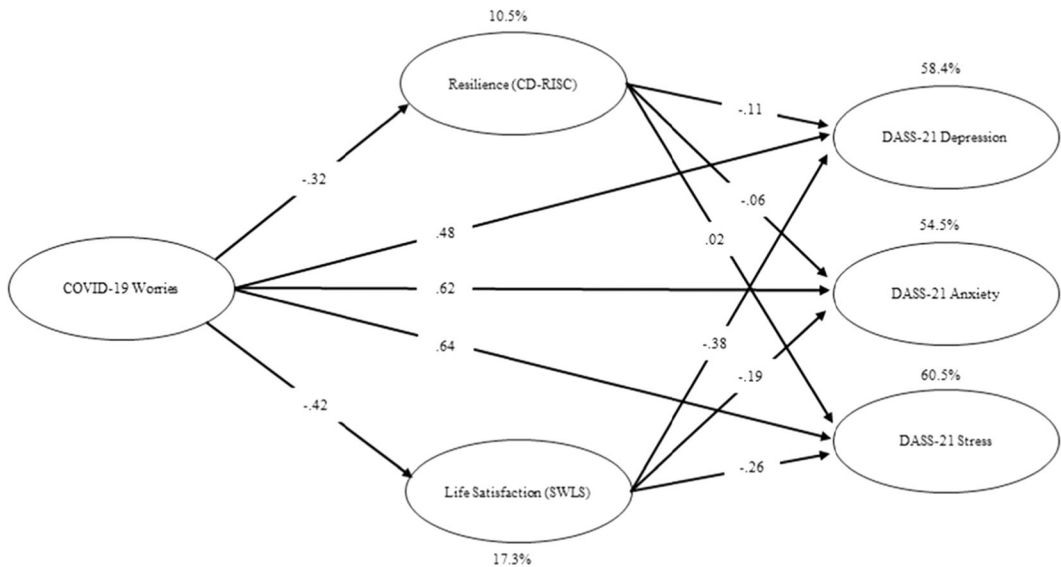 10.5%
Resilience (CD-RISC)
58.4%
DASS-21 Depression
-.11
-.32
-.06
.48
.02
54.5%
COVID-19 Worries
.62
DASS-21 Anxiety
.64
-.38
-.19
60.5%
-.42
DASS-21 Stress
-.26
Life Satisfaction (SWLS)
17.3%